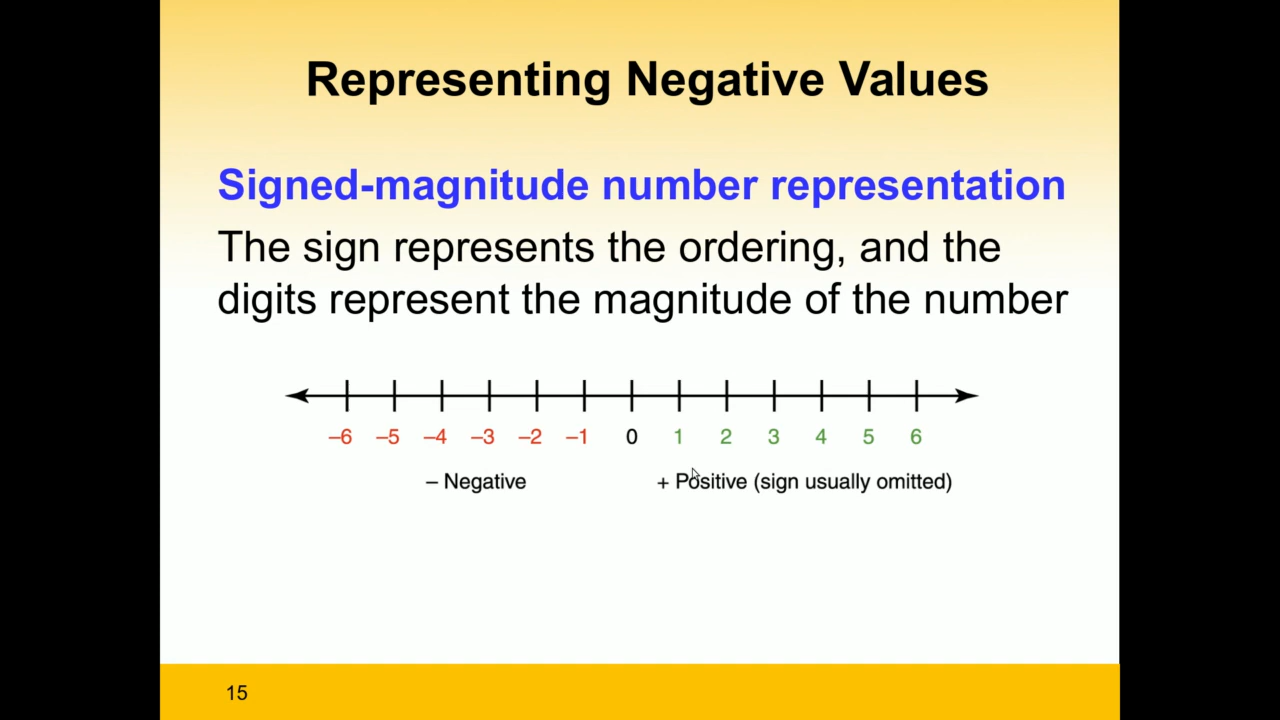 Representing Negative Values
Signed-magnitude number representation
The sign represents the ordering, and the
digits represent the magnitude of the number
–6 –5 –4 –3 –2 –1 0 1 2 3 4 5 6
– Negative + Positive (sign usually omitted)
15